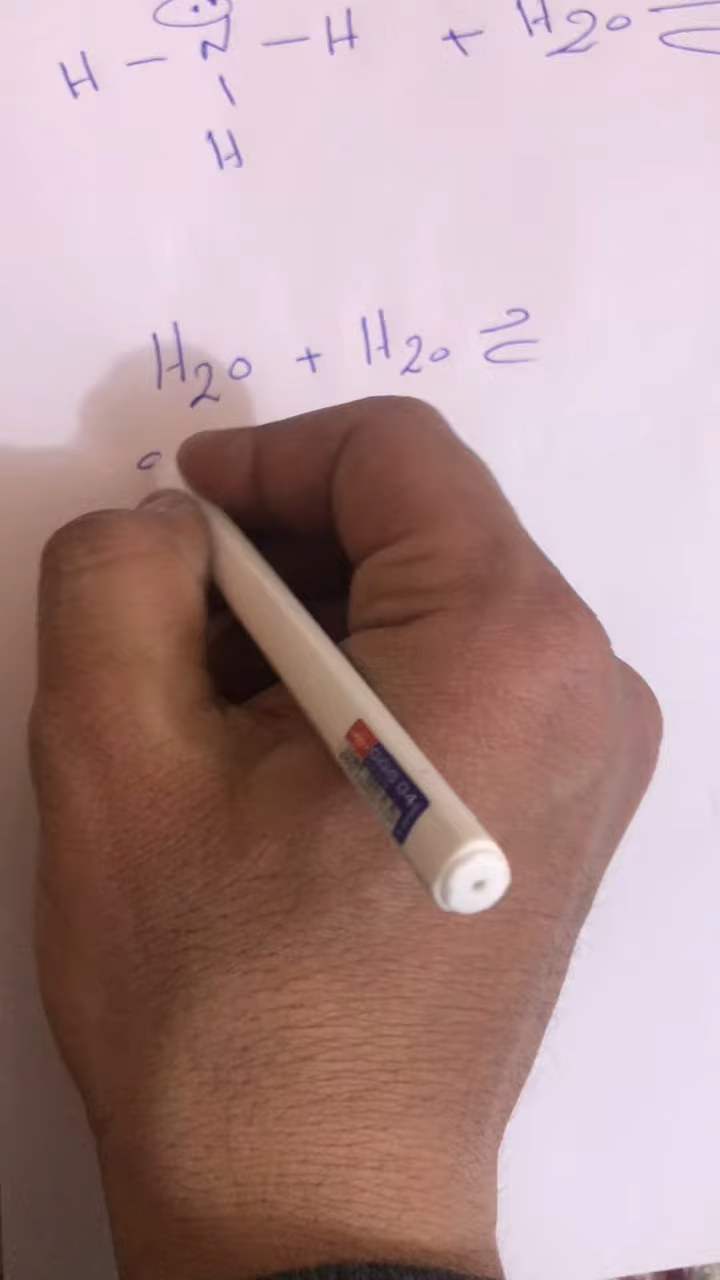 H — N̈ — H + H2O ⇌
|
H
H2O + H2O ⇌
O